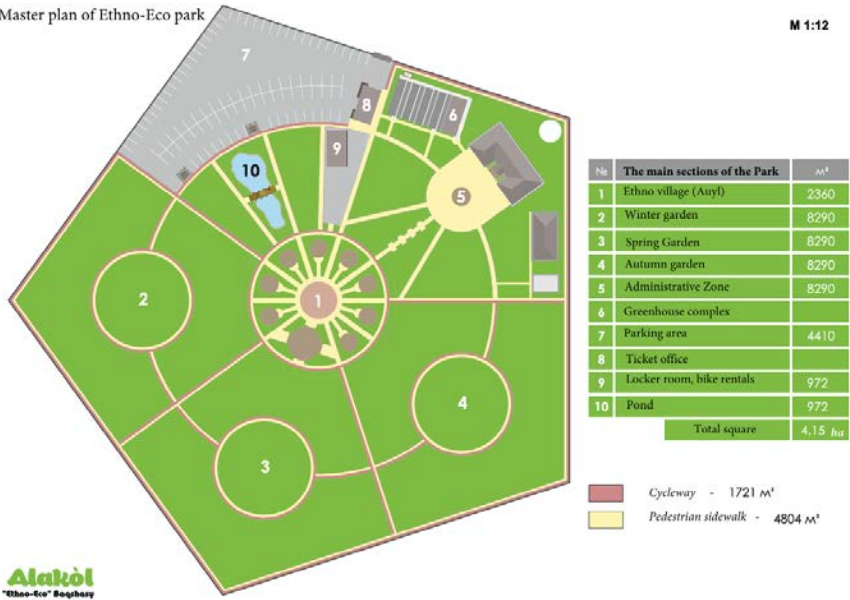 Master plan of Ethno-Eco park
M 1:12
7
8
6
9
10
5
1
2
4
3
№ The main sections of the Park м²
1 Ethno village (Auyl) 2360
2 Winter garden 8290
3 Spring Garden 8290
4 Autumn garden 8290
5 Administrative Zone 8290
6 Greenhouse complex
7 Parking area 4410
8 Ticket office
9 Locker room, bike rentals 972
10 Pond 972
Total square 4,15 ha
Cycleway - 1721 м²
Pedestrian sidewalk - 4804 м²
Alakòl
"Ethno-Eco" Baqshasy